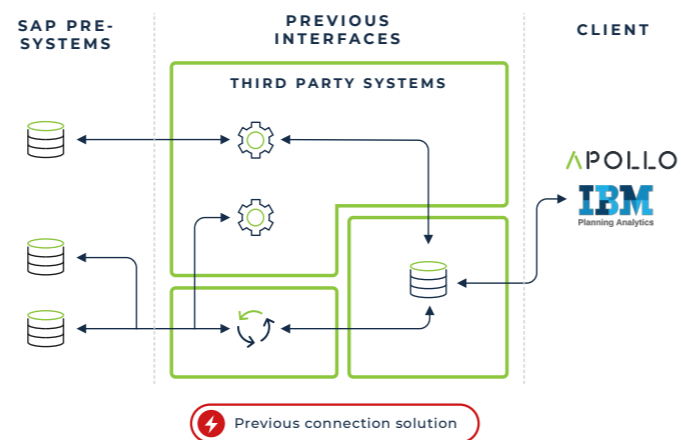 SAP PRE-
SYSTEMS
PREVIOUS
INTERFACES
CLIENT
THIRD PARTY SYSTEMS
APOLLO
IBM
Planning Analytics
Previous connection solution